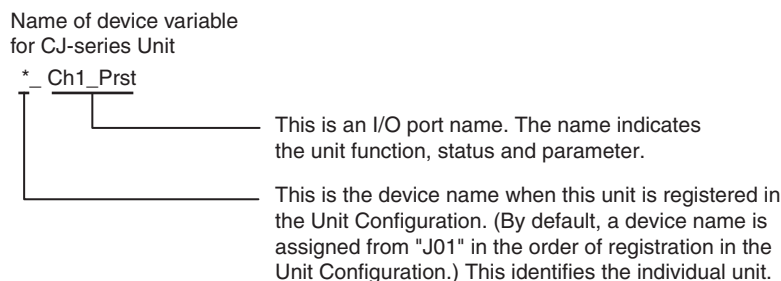 Name of device variable
for CJ-series Unit
*_ Ch1_Prst
This is an I/O port name. The name indicates
the unit function, status and parameter.
This is the device name when this unit is registered in
the Unit Configuration. (By default, a device name is
assigned from "J01" in the order of registration in the
Unit Configuration.) This identifies the individual unit.